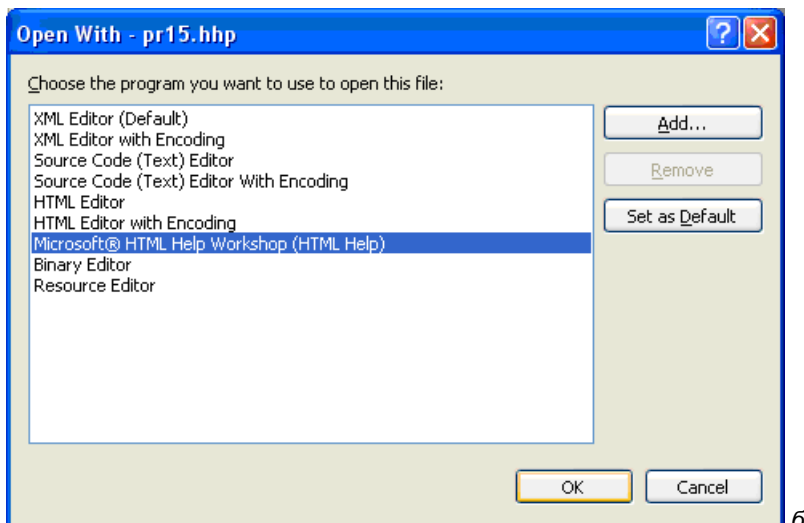 Open With - pr15.hhp
Choose the program you want to use to open this file:
XML Editor (Default)
XML Editor with Encoding
Source Code (Text) Editor
Source Code (Text) Editor With Encoding
HTML Editor
HTML Editor with Encoding
Microsoft® HTML Help Workshop (HTML Help)
Binary Editor
Resource Editor
Add...
Remove
Set as Default
OK
Cancel